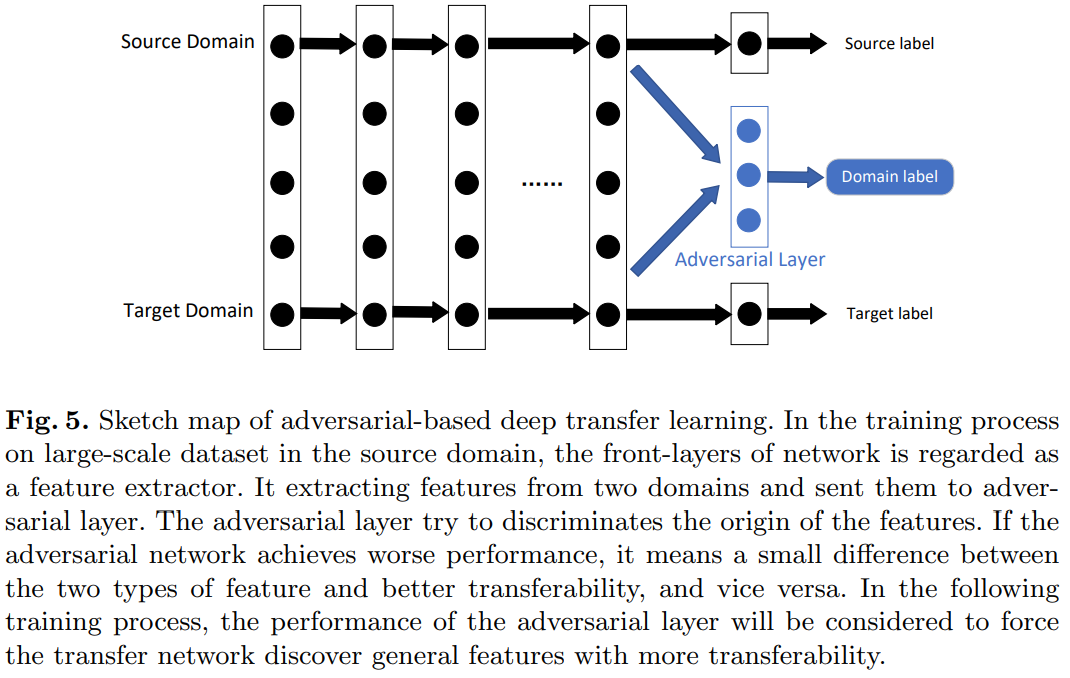 Source Domain
Source label
Domain label
......
Adversarial Layer
Target Domain
Target label
Fig. 5. Sketch map of adversarial-based deep transfer learning. In the training process
on large-scale dataset in the source domain, the front-layers of network is regarded as
a feature extractor. It extracting features from two domains and sent them to adver-
sarial layer. The adversarial layer try to discriminates the origin of the features. If the
adversarial network achieves worse performance, it means a small difference between
the two types of feature and better transferability, and vice versa. In the following
training process, the performance of the adversarial layer will be considered to force
the transfer network discover general features with more transferability.